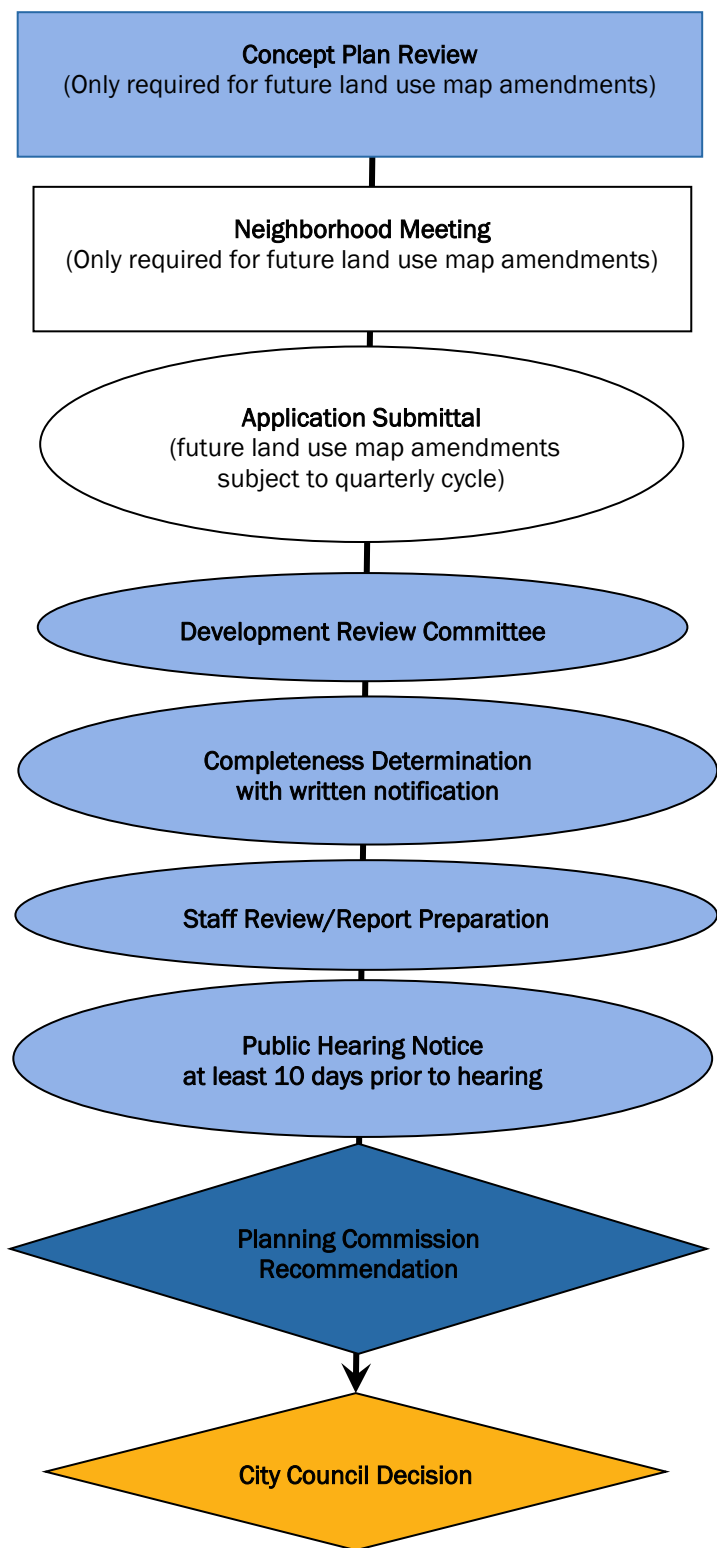 Concept Plan Review
(Only required for future land use map amendments)
Neighborhood Meeting
(Only required for future land use map amendments)
Application Submittal
(future land use map amendments
subject to quarterly cycle)
Development Review Committee
Completeness Determination
with written notification
Staff Review/Report Preparation
Public Hearing Notice
at least 10 days prior to hearing
Planning Commission
Recommendation
City Council Decision